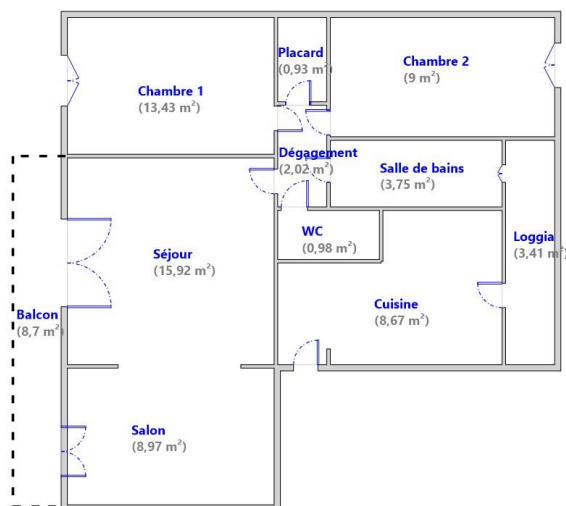 Placard
(0,93 m²)
Chambre 2
(9 m²)
Chambre 1
(13,43 m²)
Dégagement
(2,02 m²)
Salle de bains
(3,75 m²)
WC
(0,98 m²)
Loggia
(3,41 m²)
Séjour
(15,92 m²)
Cuisine
(8,67 m²)
Balcon
(8,7 m²)
Salon
(8,97 m²)